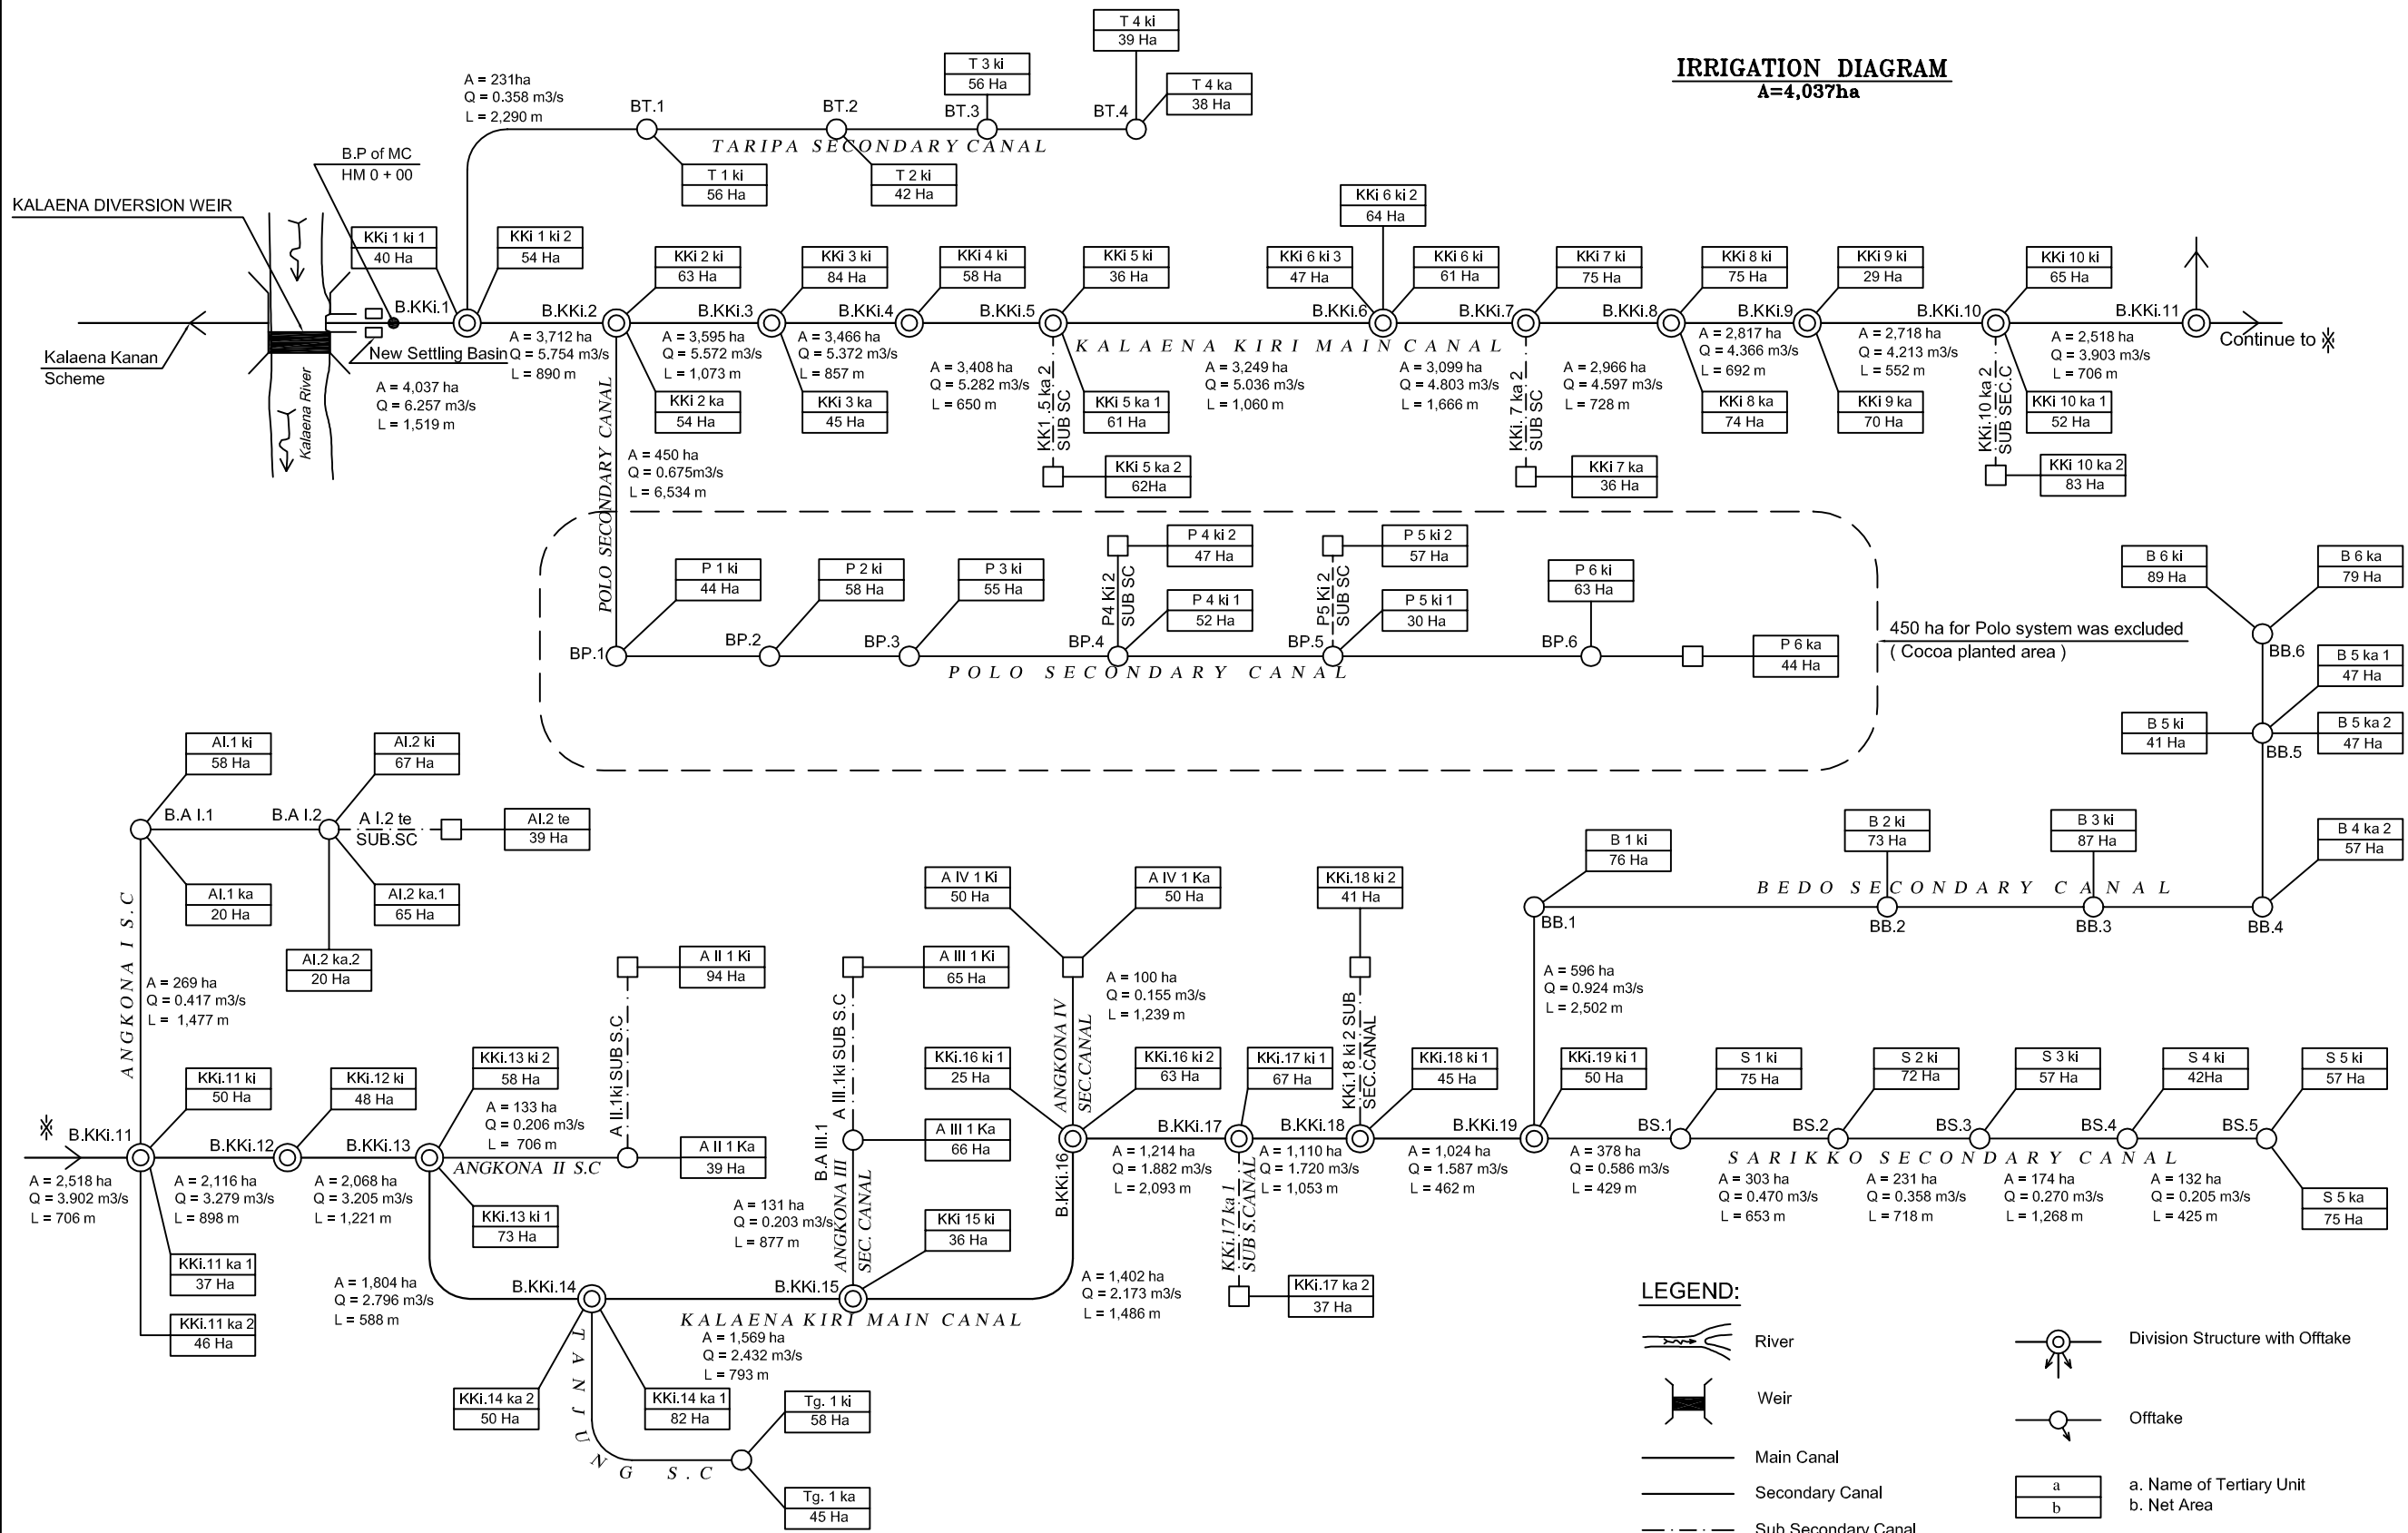 IRRIGATION DIAGRAM
A=4,037ha
T 4 ki
39 Ha
T 3 ki
56 Ha
T 4 ka
38 Ha
A = 231ha
Q = 0.358 m3/s
L = 2,290 m
BT.1
BT.2
BT.3
BT.4
TARIPA SECONDARY CANAL
T 1 ki
56 Ha
T 2 ki
42 Ha
B.P of MC
HM 0 + 00
KALAENA DIVERSION WEIR
KKi 1 ki 1
40 Ha
KKi 1 ki 2
54 Ha
KKi 2 ki
63 Ha
KKi 3 ki
84 Ha
KKi 4 ki
58 Ha
KKi 5 ki
36 Ha
KKi 6 ki 3
47 Ha
KKi 6 ki 2
64 Ha
KKi 6 ki
61 Ha
KKi 7 ki
75 Ha
KKi 8 ki
75 Ha
KKi 9 ki
29 Ha
KKi 10 ki
65 Ha
B.KKi.1
B.KKi.2
B.KKi.3
B.KKi.4
B.KKi.5
B.KKi.6
B.KKi.7
B.KKi.8
B.KKi.9
B.KKi.10
B.KKi.11
Continue to
Kalaena Kanan
Scheme
Kalaena River
New Settling Basin
A = 4,037 ha
Q = 6.257 m3/s
L = 1,519 m
A = 3,712 ha
Q = 5.754 m3/s
L = 890 m
A = 3,595 ha
Q = 5.572 m3/s
L = 1,073 m
A = 3,466 ha
Q = 5.372 m3/s
L = 857 m
A = 3,408 ha
Q = 5.282 m3/s
L = 650 m
KALAENA KIRI MAIN CANAL
A = 3,249 ha
Q = 5.036 m3/s
L = 1,060 m
A = 3,099 ha
Q = 4.803 m3/s
L = 1,666 m
A = 2,966 ha
Q = 4.597 m3/s
L = 728 m
A = 2,817 ha
Q = 4.366 m3/s
L = 692 m
A = 2,718 ha
Q = 4.213 m3/s
L = 552 m
A = 2,518 ha
Q = 3.903 m3/s
L = 706 m
KKi 2 ka
54 Ha
KKi 3 ka
45 Ha
KK1 .5 ka 2
SUB SC
KKi 5 ka 1
61 Ha
KKi 5 ka 2
62Ha
KKi. 7 ka 2
SUB SC
KKi 7 ka
36 Ha
KKi 8 ka
74 Ha
KKi 9 ka
70 Ha
KKi.10 ka 2
SUB SEC.C
KKi 10 ka 1
52 Ha
KKi 10 ka 2
83 Ha
POLO SECONDARY CANAL
A = 450 ha
Q = 0.675m3/s
L = 6,534 m
P 1 ki
44 Ha
P 2 ki
58 Ha
P 3 ki
55 Ha
P4 Ki 2
SUB SC
P 4 ki 2
47 Ha
P 4 ki 1
52 Ha
P5 Ki 2
SUB SC
P 5 ki 2
57 Ha
P 5 ki 1
30 Ha
P 6 ki
63 Ha
P 6 ka
44 Ha
BP.1
BP.2
BP.3
BP.4
BP.5
BP.6
POLO SECONDARY CANAL
450 ha for Polo system was excluded
( Cocoa planted area )
B 6 ki
89 Ha
B 6 ka
79 Ha
BB.6
B 5 ka 1
47 Ha
B 5 ki
41 Ha
B 5 ka 2
47 Ha
BB.5
B 4 ka 2
57 Ha
B 3 ki
87 Ha
B 2 ki
73 Ha
B 1 ki
76 Ha
BEDO SECONDARY CANAL
BB.1
BB.2
BB.3
BB.4
A = 596 ha
Q = 0.924 m3/s
L = 2,502 m
AI.1 ki
58 Ha
AI.2 ki
67 Ha
B.A I.1
B.A I.2
A I.2 te
SUB.SC
AI.2 te
39 Ha
AI.1 ka
20 Ha
AI.2 ka.1
65 Ha
AI.2 ka.2
20 Ha
ANGKONA I S.C
A = 269 ha
Q = 0.417 m3/s
L = 1,477 m
B.KKi.11
A = 2,518 ha
Q = 3.902 m3/s
L = 706 m
KKi.11 ki
50 Ha
KKi.11 ka 1
37 Ha
KKi.11 ka 2
46 Ha
B.KKi.12
A = 2,116 ha
Q = 3.279 m3/s
L = 898 m
KKi.12 ki
48 Ha
B.KKi.13
A = 2,068 ha
Q = 3.205 m3/s
L = 1,221 m
KKi.13 ki 2
58 Ha
A = 133 ha
Q = 0.206 m3/s
L = 706 m
ANGKONA II S.C
KKi.13 ki 1
73 Ha
A II.1ki SUB S.C
A II 1 Ki
94 Ha
A II 1 Ka
39 Ha
A = 1,804 ha
Q = 2.796 m3/s
L = 588 m
B.KKi.14
KALAENA KIRI MAIN CANAL
A = 1,569 ha
Q = 2.432 m3/s
L = 793 m
KKi.14 ka 2
50 Ha
KKi.14 ka 1
82 Ha
TANJUNG S.C
Tg. 1 ki
58 Ha
Tg. 1 ka
45 Ha
B.KKi.15
A = 131 ha
Q = 0.203 m3/s
L = 877 m
ANGKONA III
SEC. CANAL
B.A III.1
A III.1ki SUB S.C
A III 1 Ki
65 Ha
A III 1 Ka
66 Ha
KKi 15 ki
36 Ha
A = 1,402 ha
Q = 2.173 m3/s
L = 1,486 m
B.KKi.16
A IV 1 Ki
50 Ha
A IV 1 Ka
50 Ha
ANGKONA IV
SEC.CANAL
A = 100 ha
Q = 0.155 m3/s
L = 1,239 m
KKi.16 ki 1
25 Ha
KKi.16 ki 2
63 Ha
B.KKi.17
A = 1,214 ha
Q = 1.882 m3/s
L = 2,093 m
KKi.17 ki 1
67 Ha
KKi.17 ka 1
SUB S.CANAL
KKi.17 ka 2
37 Ha
B.KKi.18
A = 1,110 ha
Q = 1.720 m3/s
L = 1,053 m
KKi.18 ki 2
41 Ha
KKi.18 ki 2 SUB
SEC.CANAL
KKi.18 ki 1
45 Ha
B.KKi.19
A = 1,024 ha
Q = 1.587 m3/s
L = 462 m
KKi.19 ki 1
50 Ha
A = 378 ha
Q = 0.586 m3/s
L = 429 m
S 1 ki
75 Ha
S 2 ki
72 Ha
S 3 ki
57 Ha
S 4 ki
42Ha
S 5 ki
57 Ha
BS.1
BS.2
BS.3
BS.4
BS.5
SARIKKO SECONDARY CANAL
A = 303 ha
Q = 0.470 m3/s
L = 653 m
A = 231 ha
Q = 0.358 m3/s
L = 718 m
A = 174 ha
Q = 0.270 m3/s
L = 1,268 m
A = 132 ha
Q = 0.205 m3/s
L = 425 m
S 5 ka
75 Ha
LEGEND:
River
Division Structure with Offtake
Weir
Offtake
Main Canal
Secondary Canal
Sub Secondary Canal
a
b
a. Name of Tertiary Unit
b. Net Area